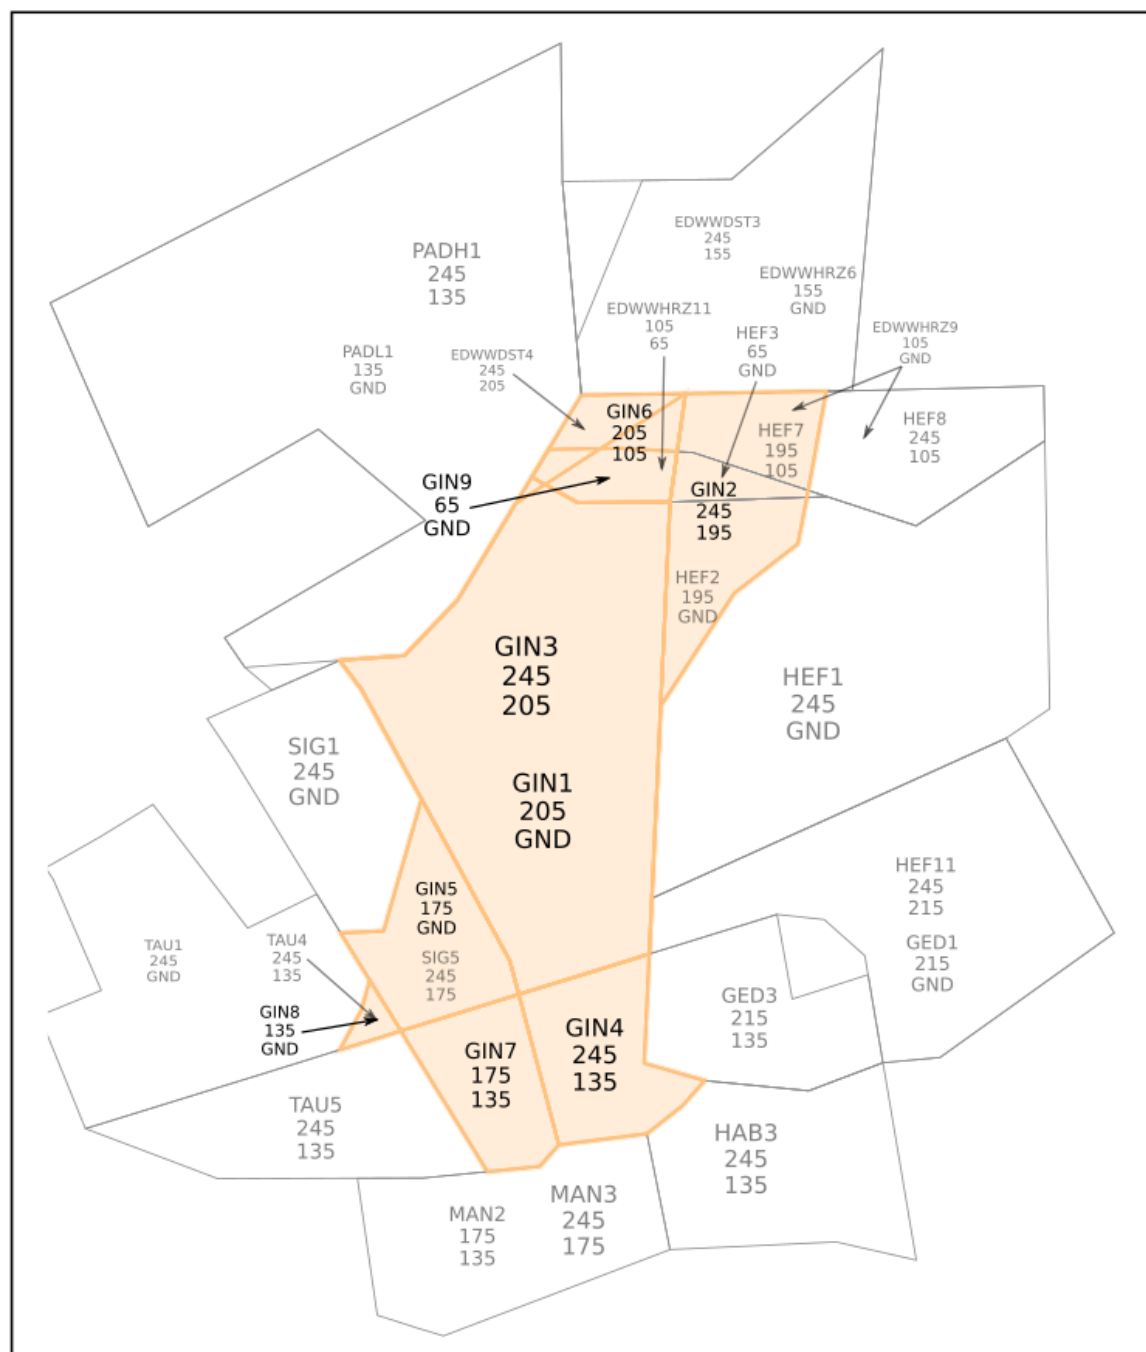 EDWWDST3
245
155
PADH1
245
135
EDWWHRZ6
155
GND
EDWWHRZ11
105
65
HEF3
65
GND
EDWWHRZ9
105
GND
PADL1
135
GND
EDWWDST4
245
205
GIN6
205
105
HEF7
195
105
HEF8
245
105
GIN9
65
GND
GIN2
245
195
HEF2
195
GND
GIN3
245
205
HEF1
245
GND
SIG1
245
GND
GIN1
205
GND
HEF11
245
215
GIN5
175
GND
TAU1
245
GND
TAU4
245
135
SIG5
245
175
GED1
215
GND
GED3
215
135
GIN8
135
GND
GIN4
245
135
GIN7
175
135
TAU5
245
135
HAB3
245
135
MAN2
175
135
MAN3
245
175